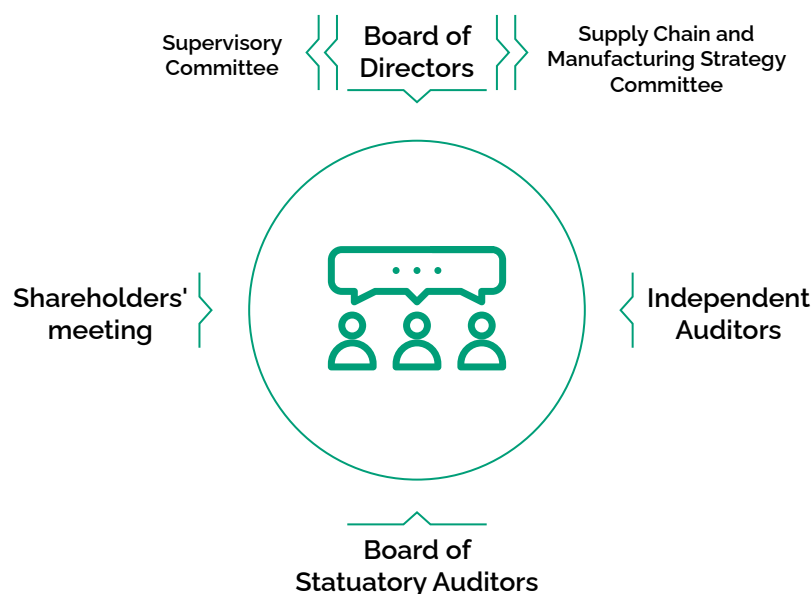 Supervisory
Committee
Board of
Directors
Supply Chain and
Manufacturing Strategy
Committee
Shareholders'
meeting
Independent
Auditors
Board of
Statuatory Auditors